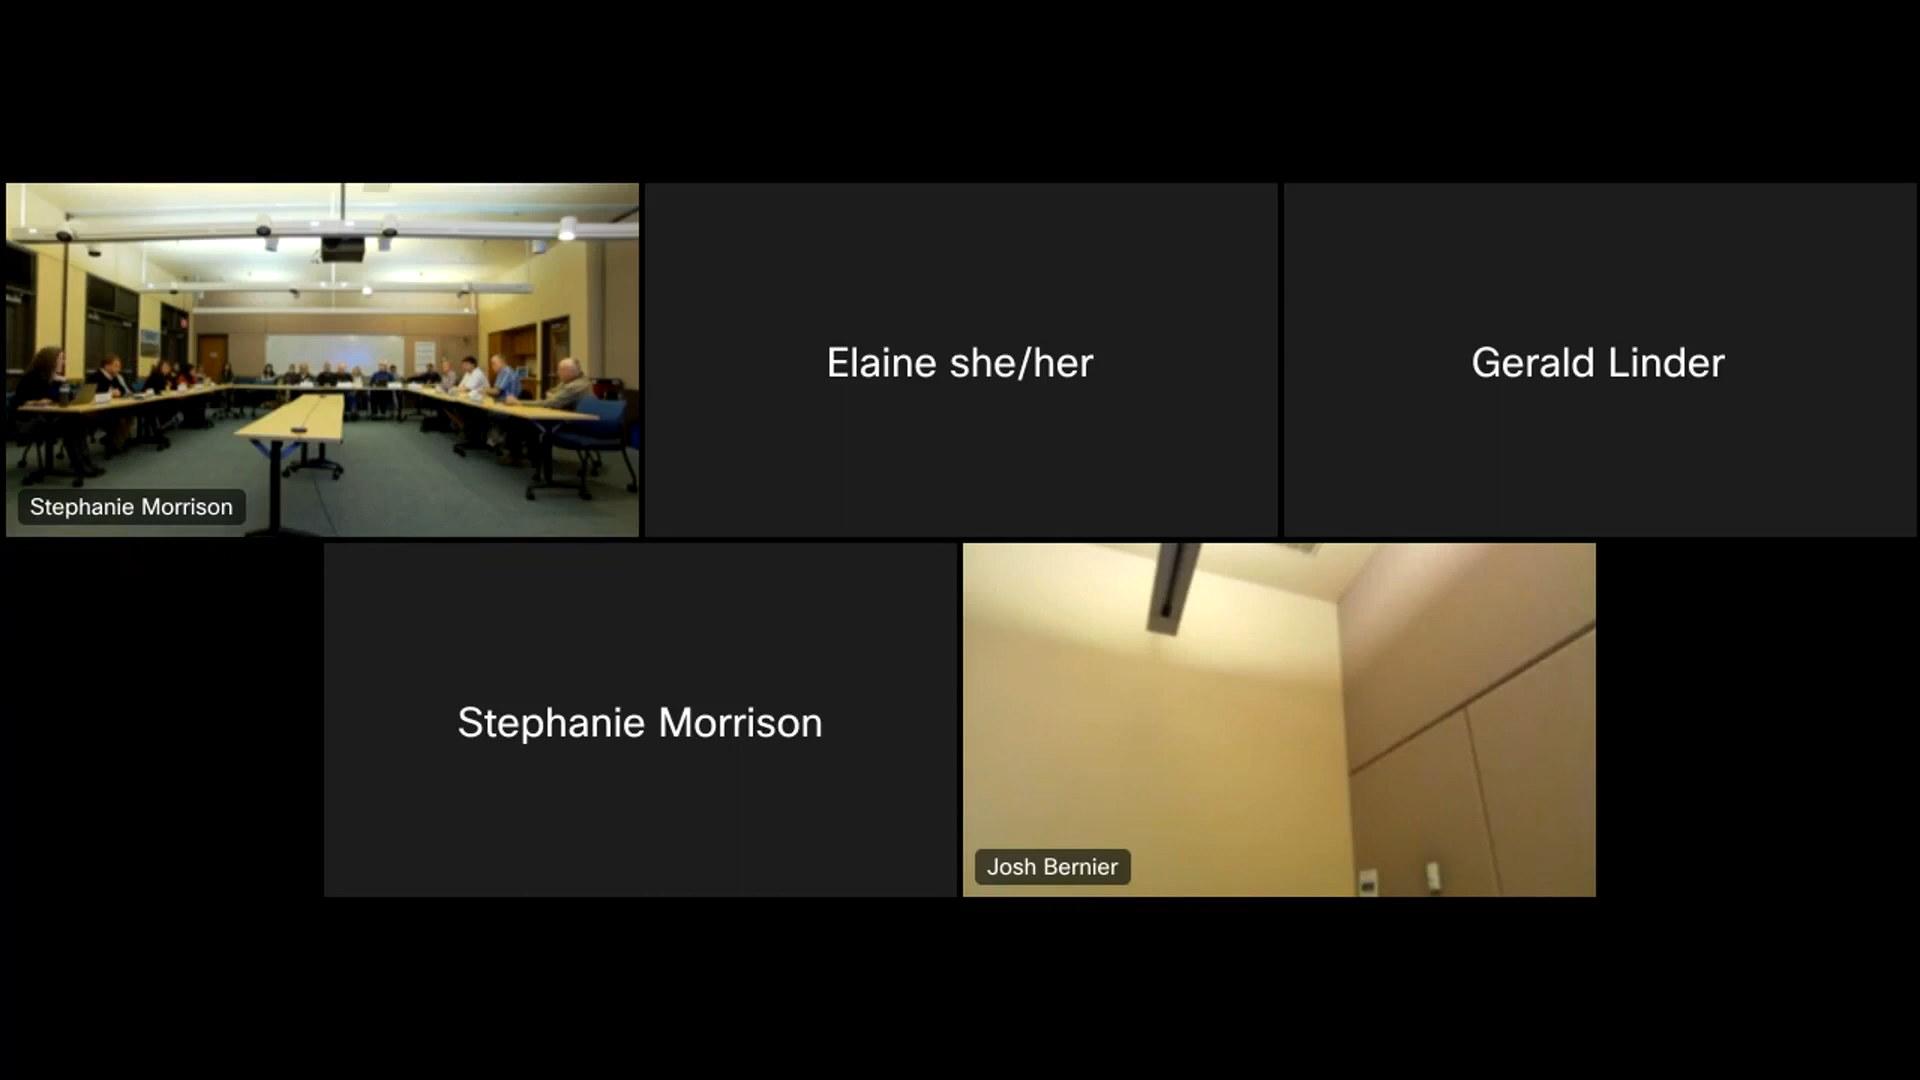 Stephanie Morrison
Elaine she/her
Gerald Linder
Stephanie Morrison
Josh Bernier